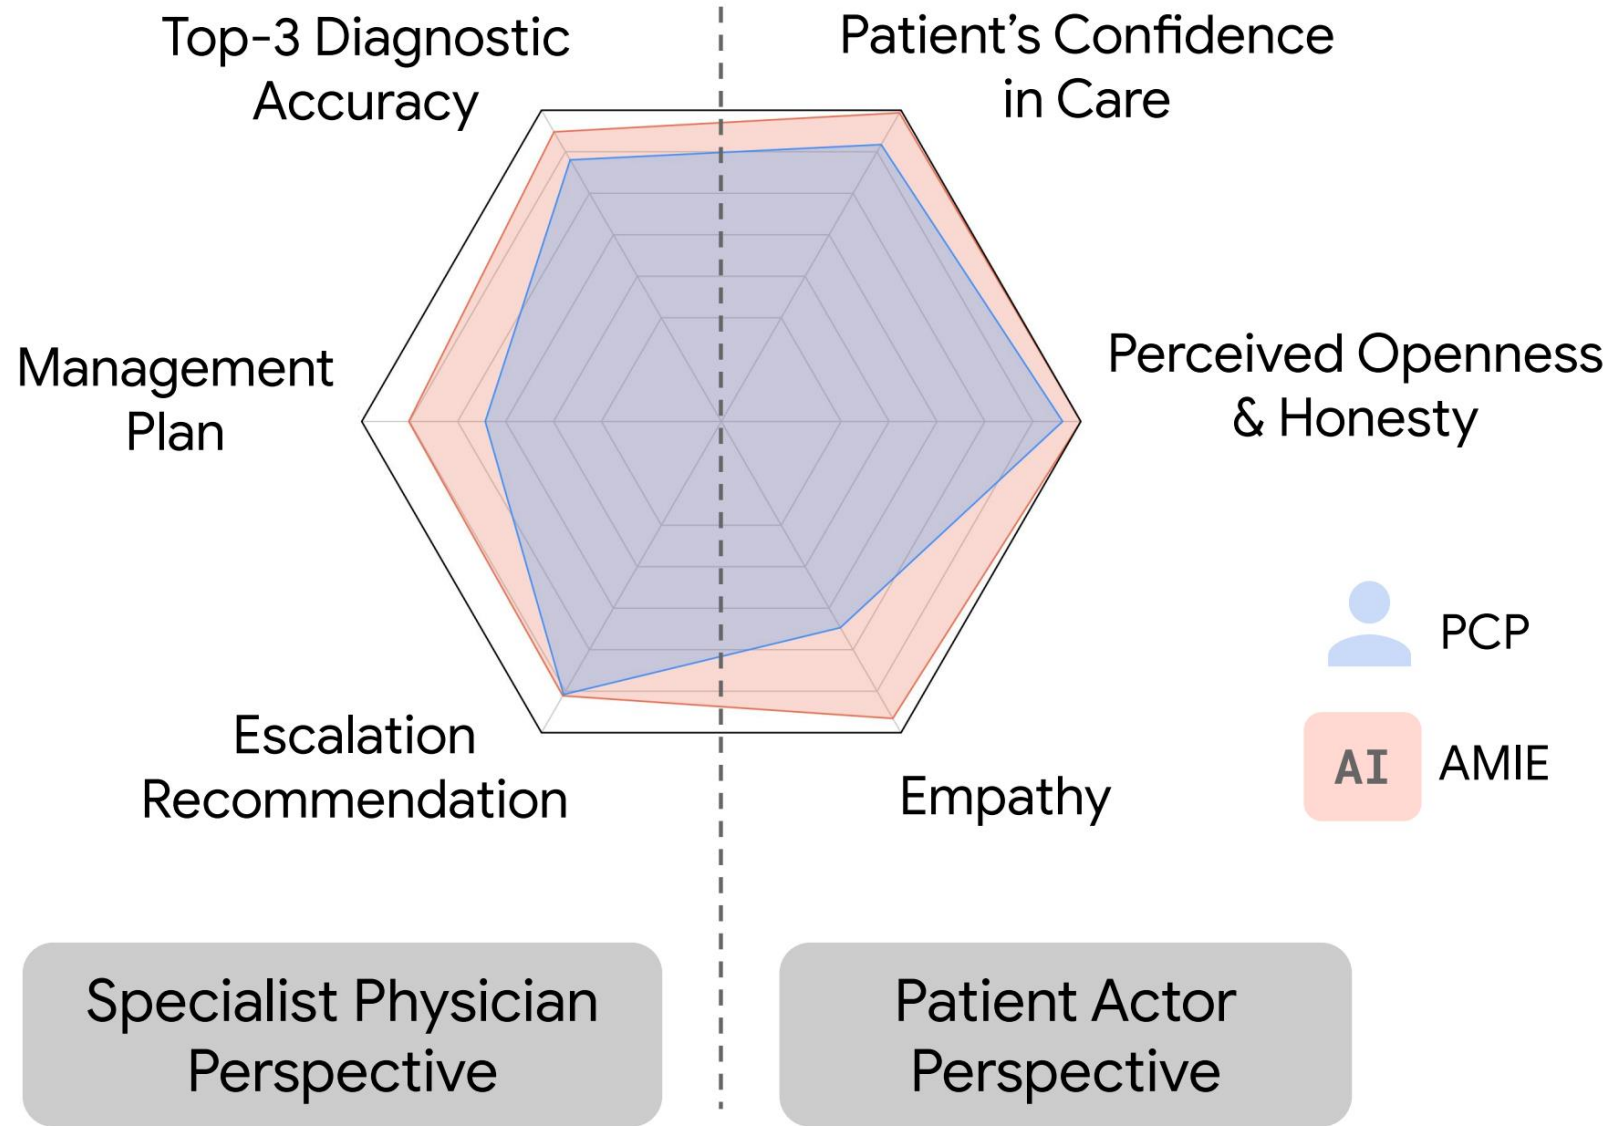 Top-3 Diagnostic
Accuracy
Patient’s Confidence
in Care
Management
Plan
Perceived Openness
& Honesty
Escalation
Recommendation
Empathy
PCP
AI
AMIE
Specialist Physician
Perspective
Patient Actor
Perspective